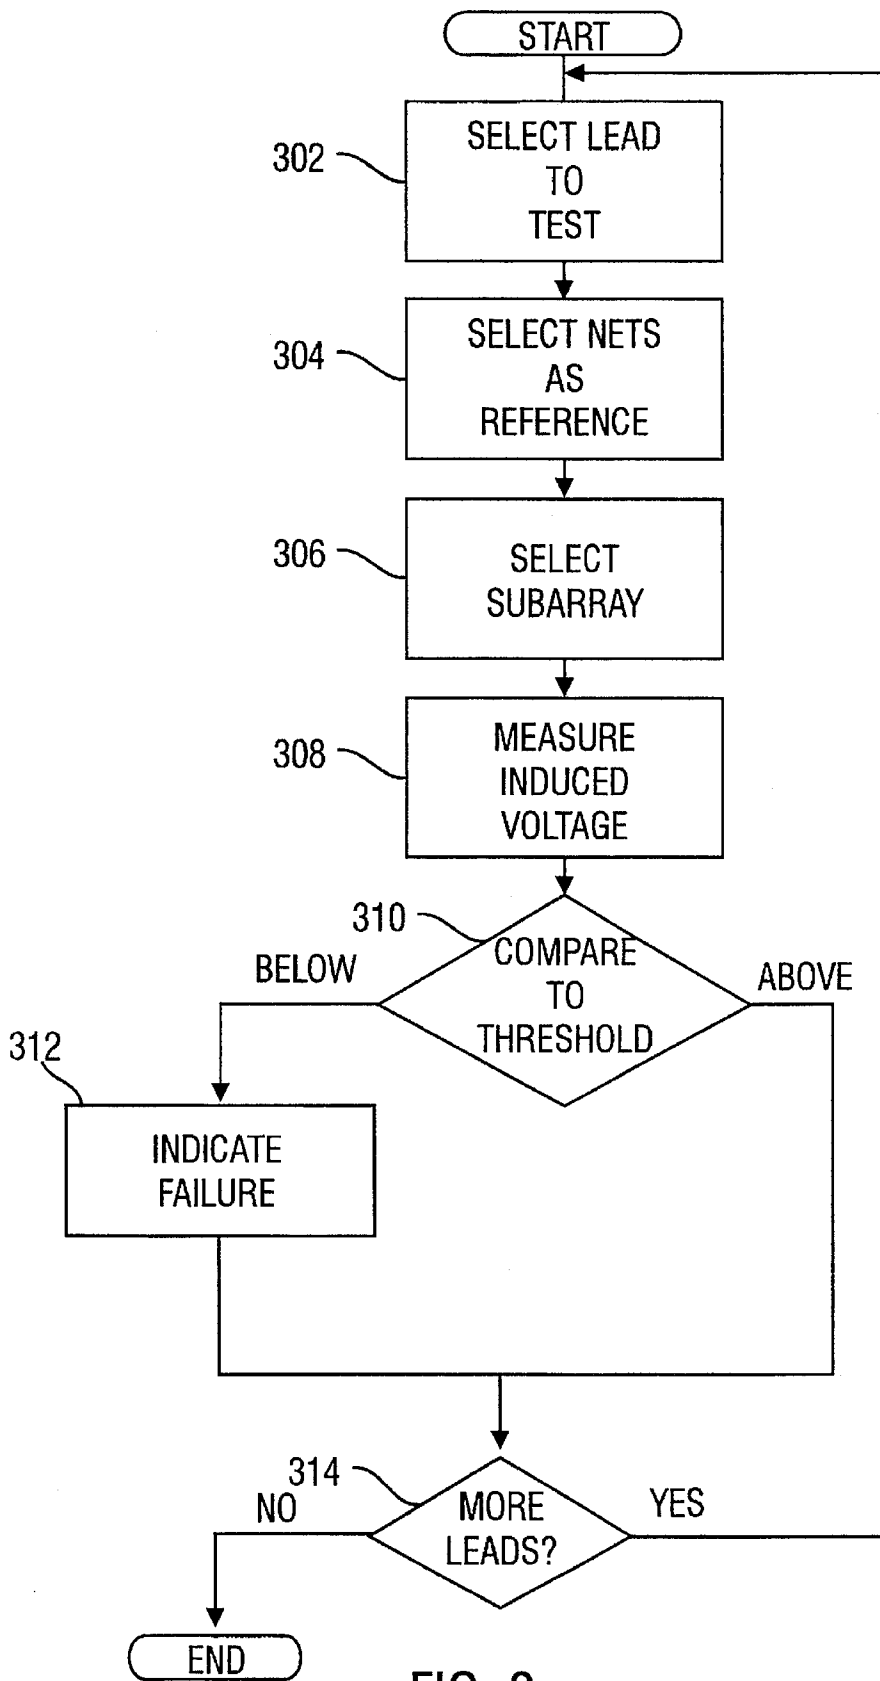 START
302
SELECT LEAD
TO
TEST
304
SELECT NETS
AS
REFERENCE
306
SELECT
SUBARRAY
308
MEASURE
INDUCED
VOLTAGE
310
COMPARE
TO
THRESHOLD
BELOW
ABOVE
312
INDICATE
FAILURE
314
MORE
LEADS?
NO
YES
END